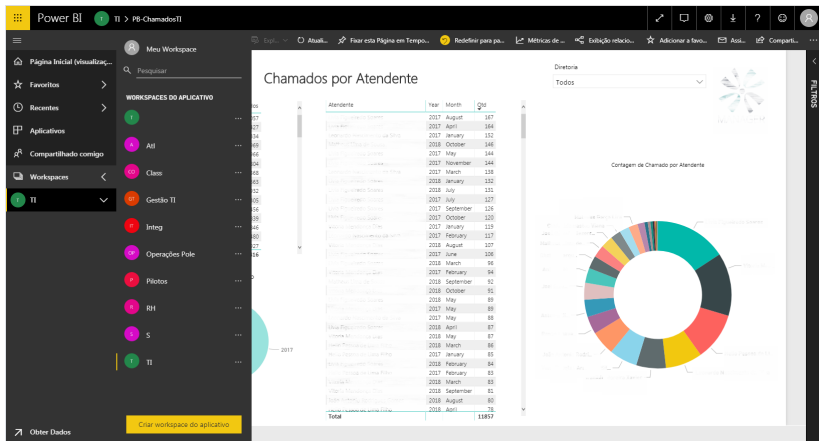 Power BI T TI > PB-ChamadosTI
Expl... Atuali... Fixar esta Página em Tempo... Redefinir para pa... Métricas de ... Exibição relacio... Adicionar a favo... Assi... Comparti...
Página Inicial (visualizaç...
Favoritos
Recentes
Aplicativos
Compartilhado comigo
Workspaces
T TI
Obter Dados
Meu Workspace
Pesquisar
WORKSPACES DO APLICATIVO
T
A Atl
CO Class
GT Gestão TI
Integ
OP Operações Pole
P Pilotos
R RH
S S
T TI
Criar workspace do aplicativo
Chamados por Atendente
Diretoria
Todos
FILTROS
Atendente Year Month Qtd
2017 August 167
2017 April 164
2017 January 152
2018 October 146
2017 May 144
2017 November 144
2017 March 138
2018 January 132
2018 July 131
2017 July 127
2017 September 126
2017 October 120
2017 January 119
2017 February 117
2018 August 107
2017 June 106
2018 March 96
2017 February 94
2018 September 92
2018 October 91
2018 May 89
2017 May 89
2017 May 88
2018 April 87
2018 May 87
2018 March 86
2017 January 85
2018 February 84
2017 February 83
2018 March 83
2018 September 81
2018 August 80
2018 April 78
Total 11857
2017
Contagem de Chamado por Atendente